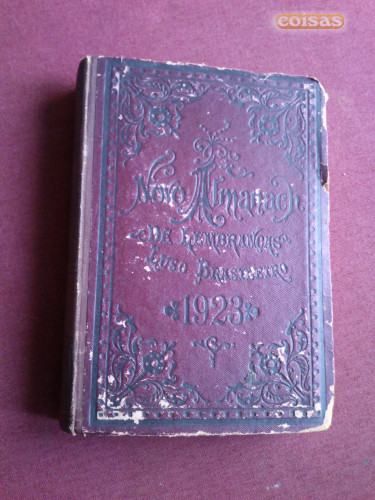 coisas
Novo Almanach
De Lembranças
Luso Brasileiro
1923